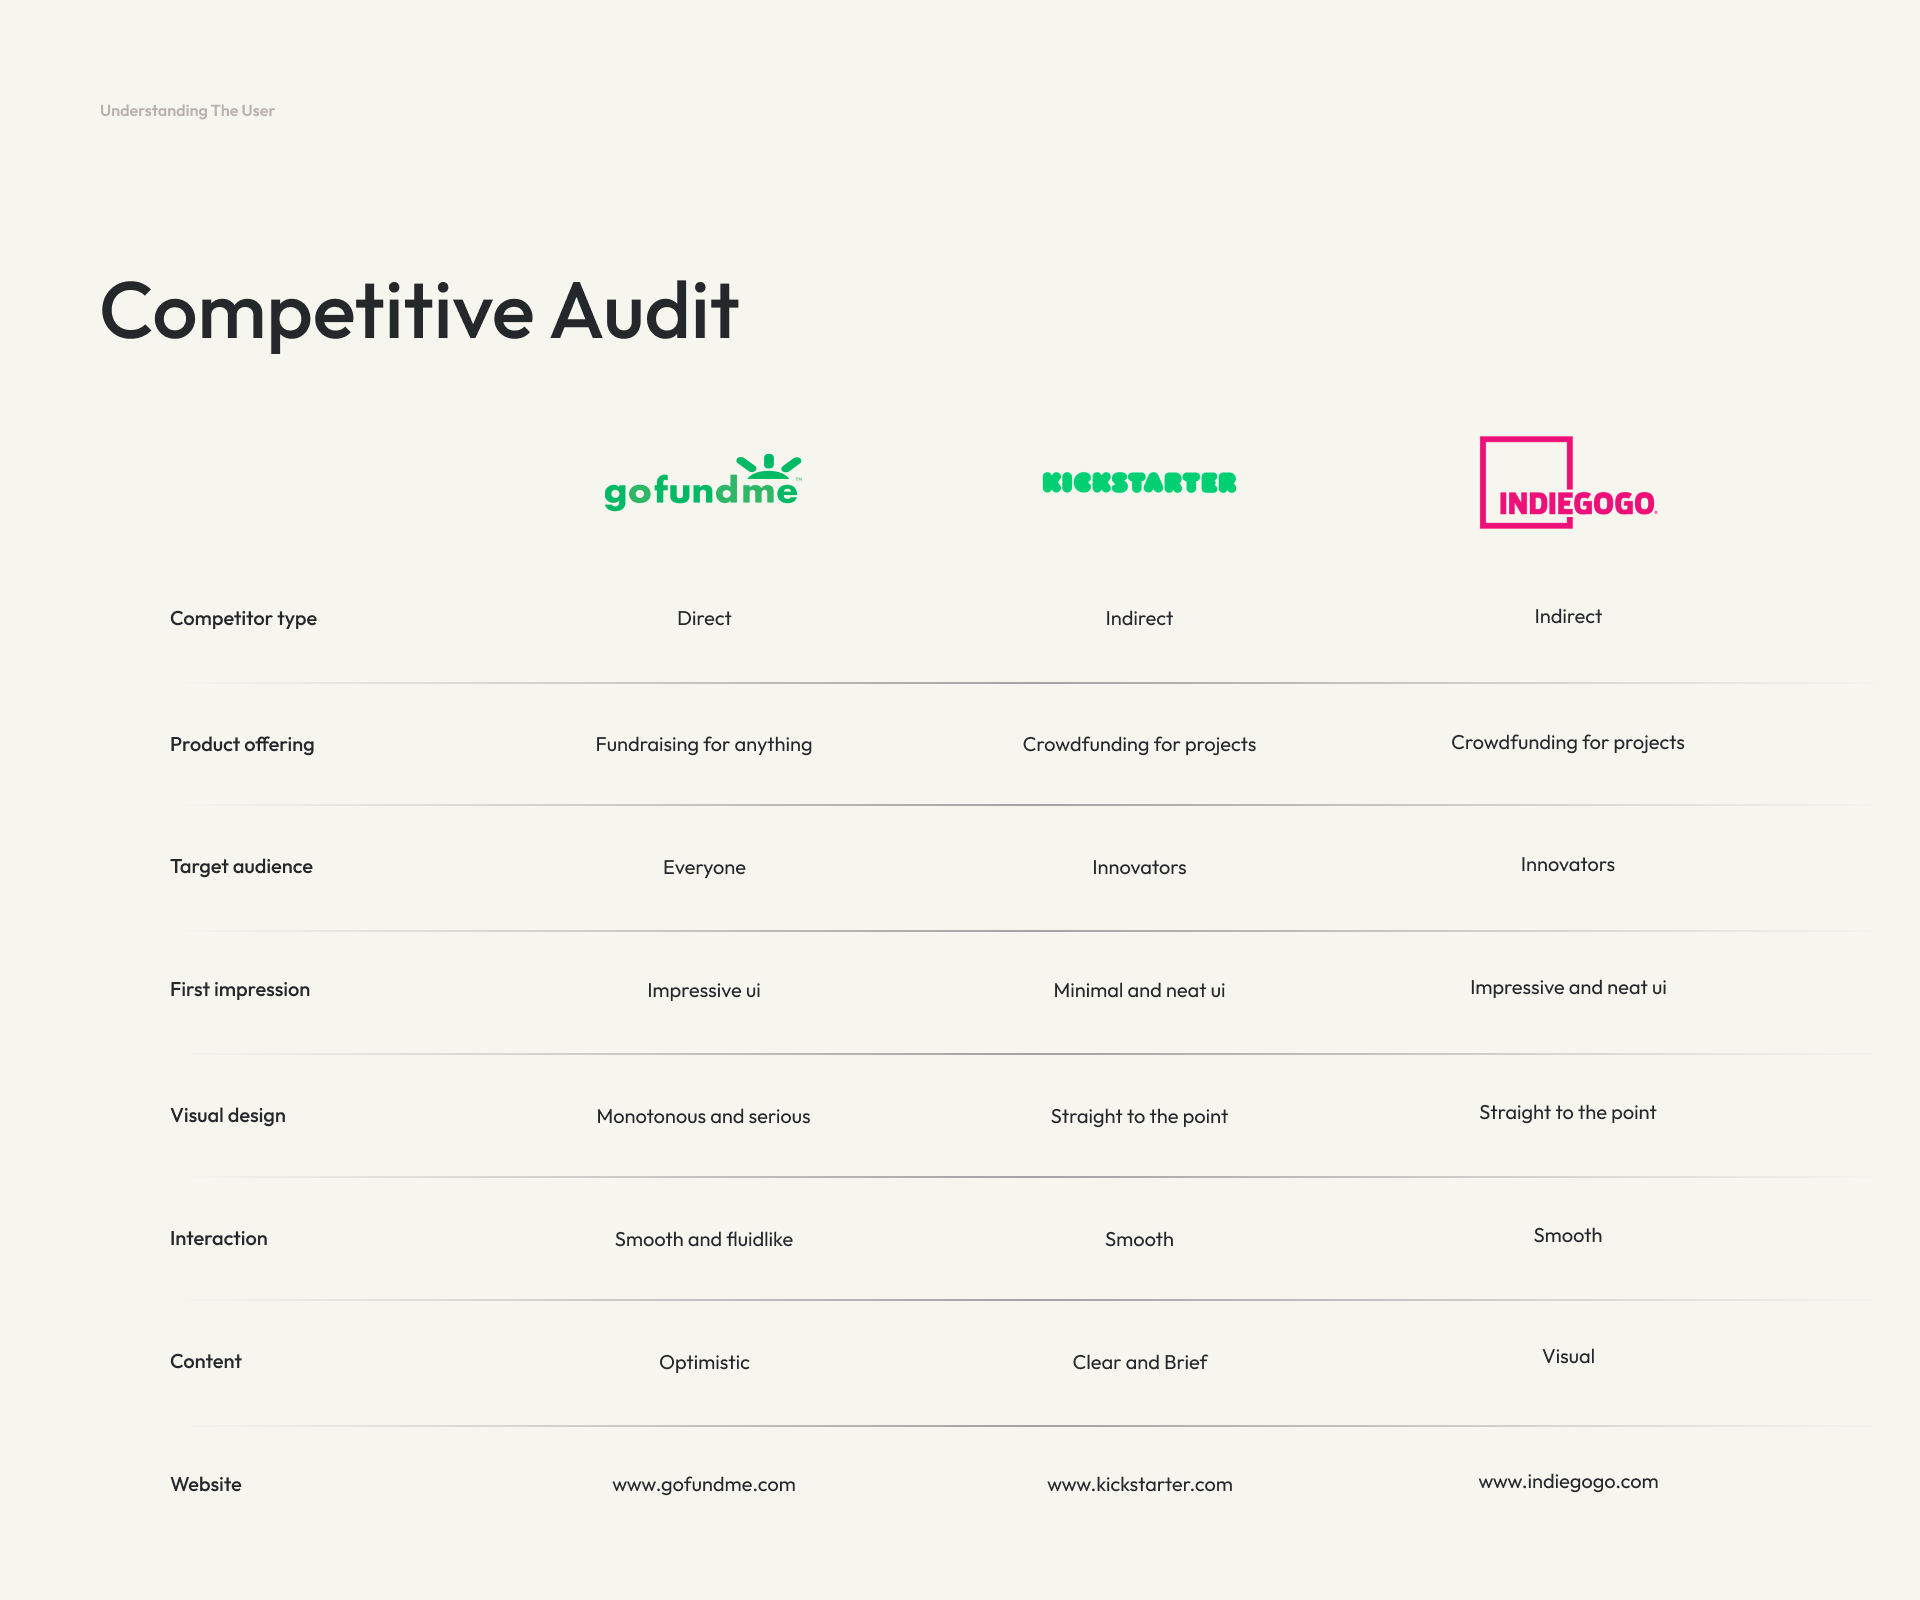 Understanding The User
Competitive Audit
gofundme™
KICKSTARTER
INDIEGOGO
Competitor type Direct Indirect Indirect
Product offering Fundraising for anything Crowdfunding for projects Crowdfunding for projects
Target audience Everyone Innovators Innovators
First impression Impressive ui Minimal and neat ui Impressive and neat ui
Visual design Monotonous and serious Straight to the point Straight to the point
Interaction Smooth and fluidlike Smooth Smooth
Content Optimistic Clear and Brief Visual
Website www.gofundme.com www.kickstarter.com www.indiegogo.com